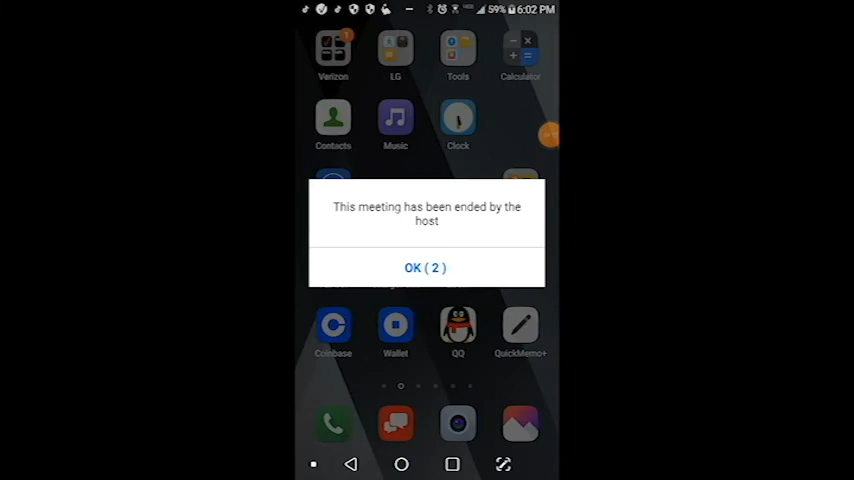 59% 6:02 PM
Verizon LG Tools Calculator
Contacts Music Clock
This meeting has been ended by the
host
OK ( 2 )
Coinbase Wallet QQ QuickMemo+